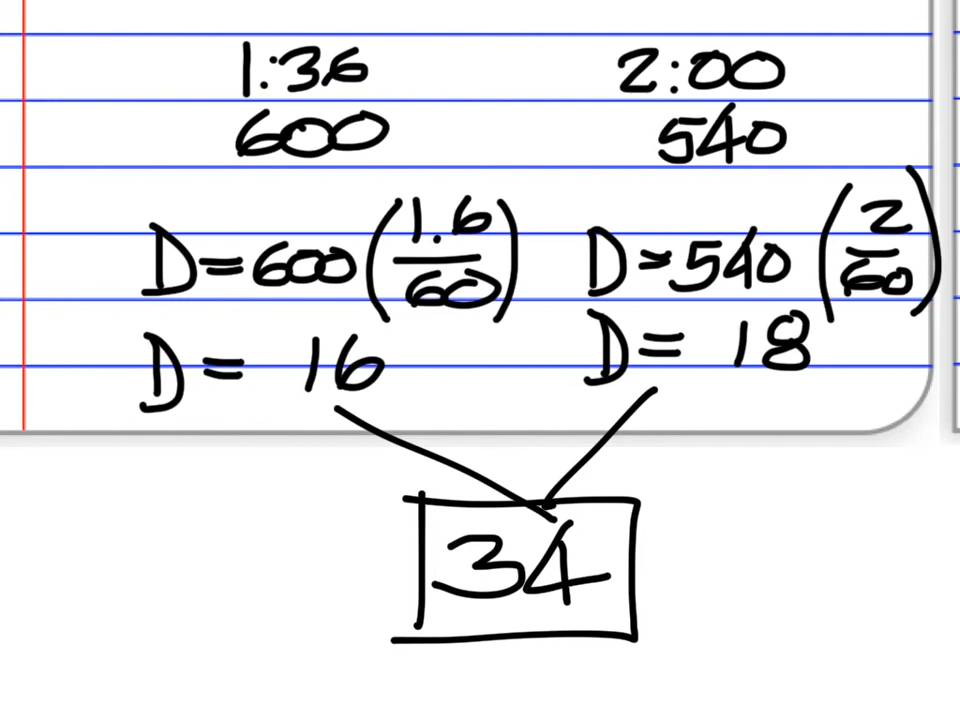 1:36 2:00
600 540
D=600(1.6/60) D=540(2/60)
D= 16 D= 18
34